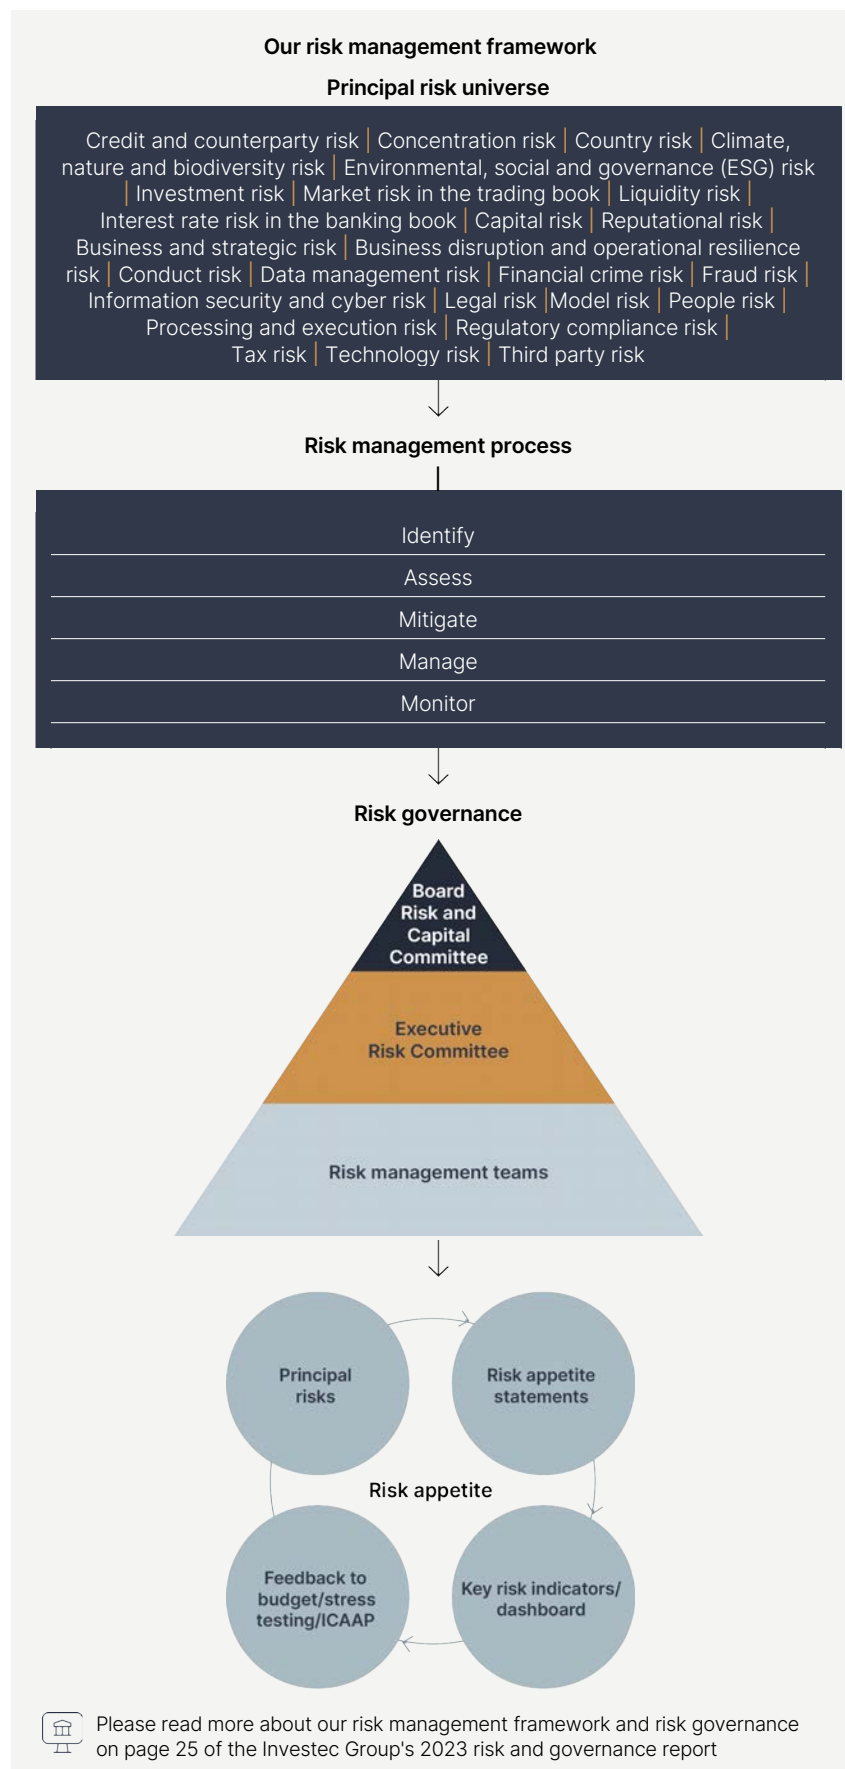 Our risk management framework
Principal risk universe
Credit and counterparty risk | Concentration risk | Country risk | Climate,
nature and biodiversity risk | Environmental, social and governance (ESG) risk
| Investment risk | Market risk in the trading book | Liquidity risk |
Interest rate risk in the banking book | Capital risk | Reputational risk |
Business and strategic risk | Business disruption and operational resilience
risk | Conduct risk | Data management risk | Financial crime risk | Fraud risk |
Information security and cyber risk | Legal risk |Model risk | People risk |
Processing and execution risk | Regulatory compliance risk |
Tax risk | Technology risk | Third party risk
Risk management process
Identify
Assess
Mitigate
Manage
Monitor
Risk governance
Board
Risk and
Capital
Committee
Executive
Risk Committee
Risk management teams
Principal
risks
Risk appetite
statements
Risk appetite
Feedback to
budget/stress
testing/ICAAP
Key risk indicators/
dashboard
Please read more about our risk management framework and risk governance
on page 25 of the Investec Group's 2023 risk and governance report